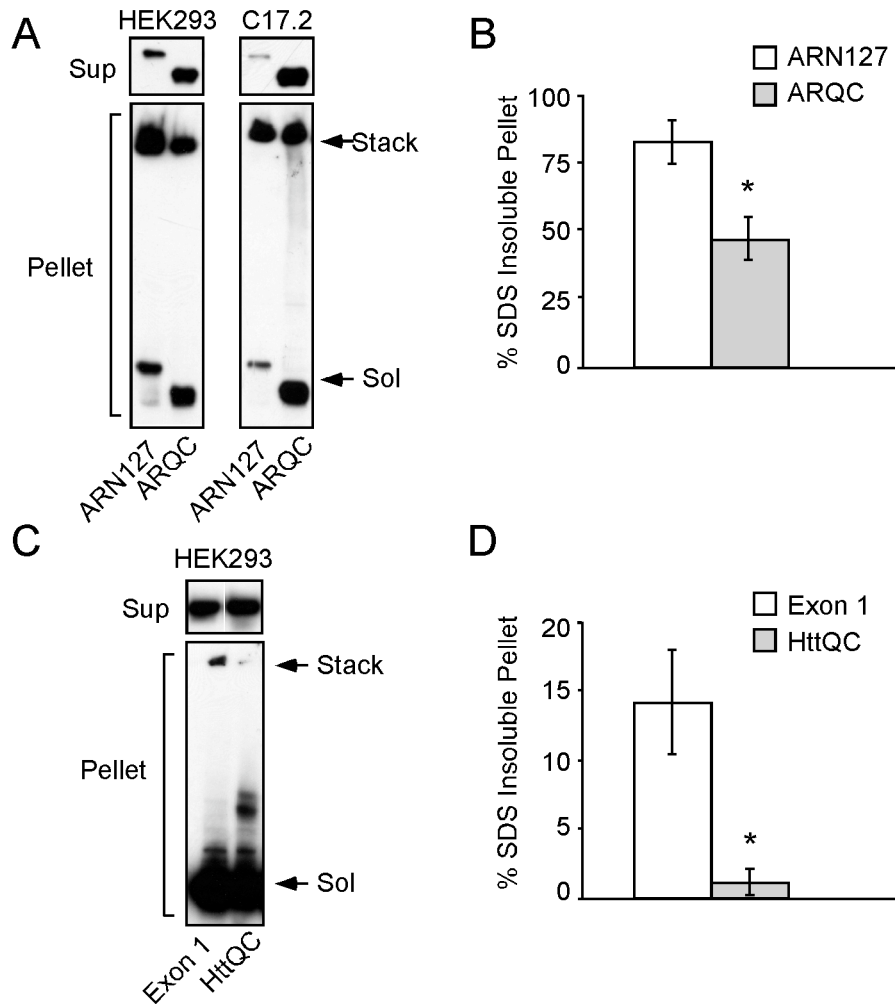 A
HEK293
C17.2
Sup
Stack
Pellet
Sol
ARN127
ARQC
ARN127
ARQC
B
ARN127
ARQC
% SDS Insoluble Pellet
100
75
50
25
0
*
C
HEK293
Sup
Stack
Pellet
Sol
Exon 1
HttQC
D
Exon 1
HttQC
% SDS Insoluble Pellet
20
15
10
5
0
*